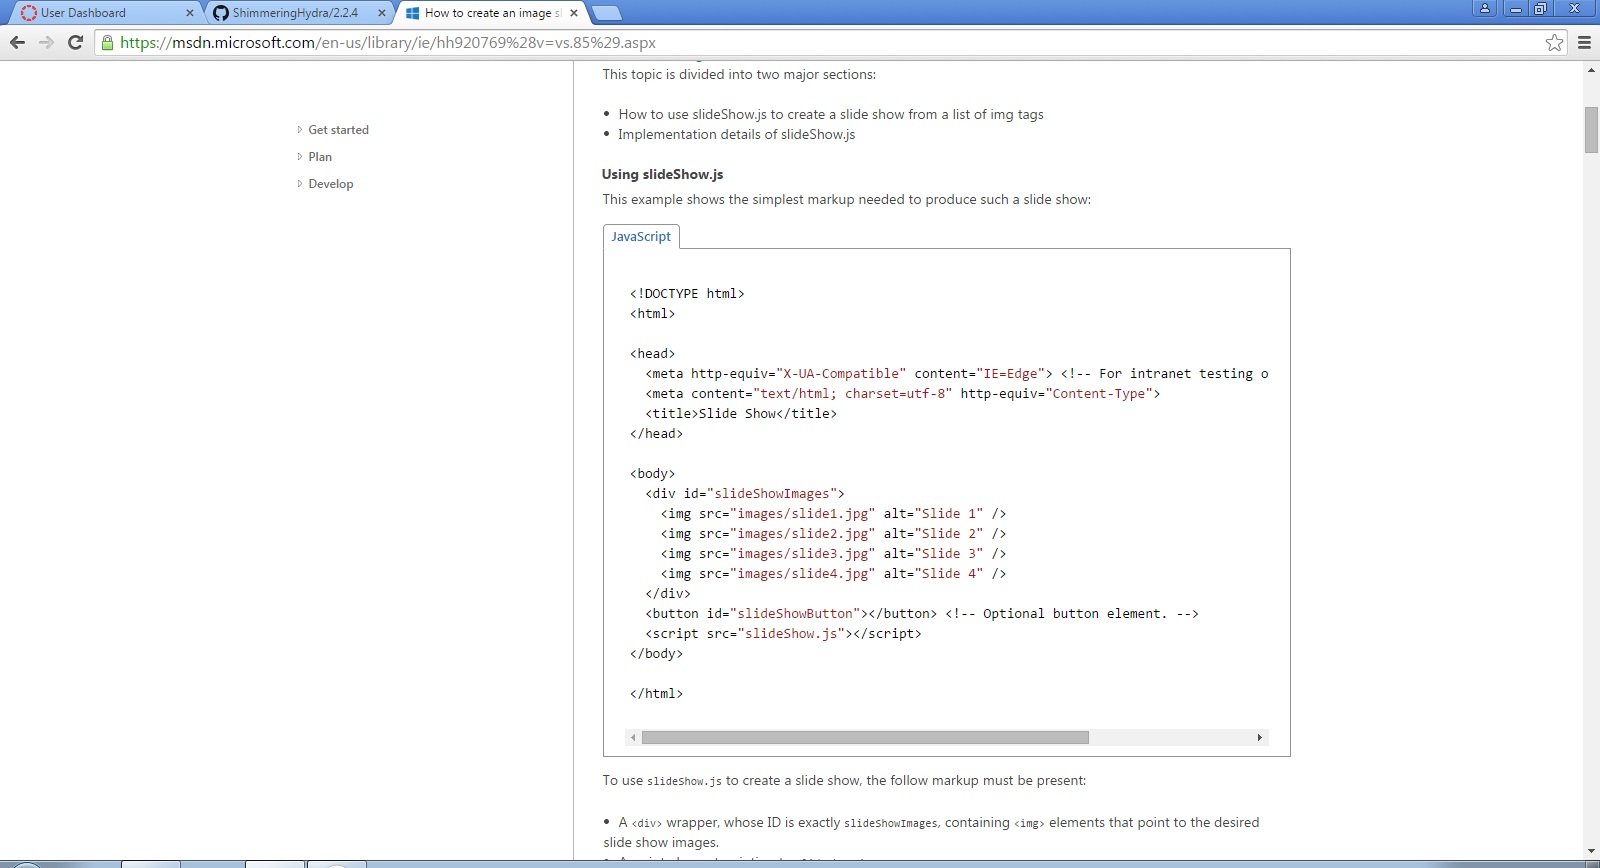 User Dashboard
ShimmeringHydra/2.2.4
How to create an image s
https://msdn.microsoft.com/en-us/library/ie/hh920769%28v=vs.85%29.aspx
This topic is divided into two major sections:
• How to use slideShow.js to create a slide show from a list of img tags
• Implementation details of slideShow.js
Get started
Plan
Develop
Using slideShow.js
This example shows the simplest markup needed to produce such a slide show:
JavaScript
<!DOCTYPE html>
<html>
<head>
<meta http-equiv="X-UA-Compatible" content="IE=Edge"> <!-- For intranet testing o
<meta content="text/html; charset=utf-8" http-equiv="Content-Type">
<title>Slide Show</title>
</head>
<body>
<div id="slideShowImages">
<img src="images/slide1.jpg" alt="Slide 1" />
<img src="images/slide2.jpg" alt="Slide 2" />
<img src="images/slide3.jpg" alt="Slide 3" />
<img src="images/slide4.jpg" alt="Slide 4" />
</div>
<button id="slideShowButton"></button> <!-- Optional button element. -->
<script src="slideShow.js"></script>
</body>
</html>
To use slideShow.js to create a slide show, the follow markup must be present:
• A <div> wrapper, whose ID is exactly slideShowImages, containing <img> elements that point to the desired
slide show images.